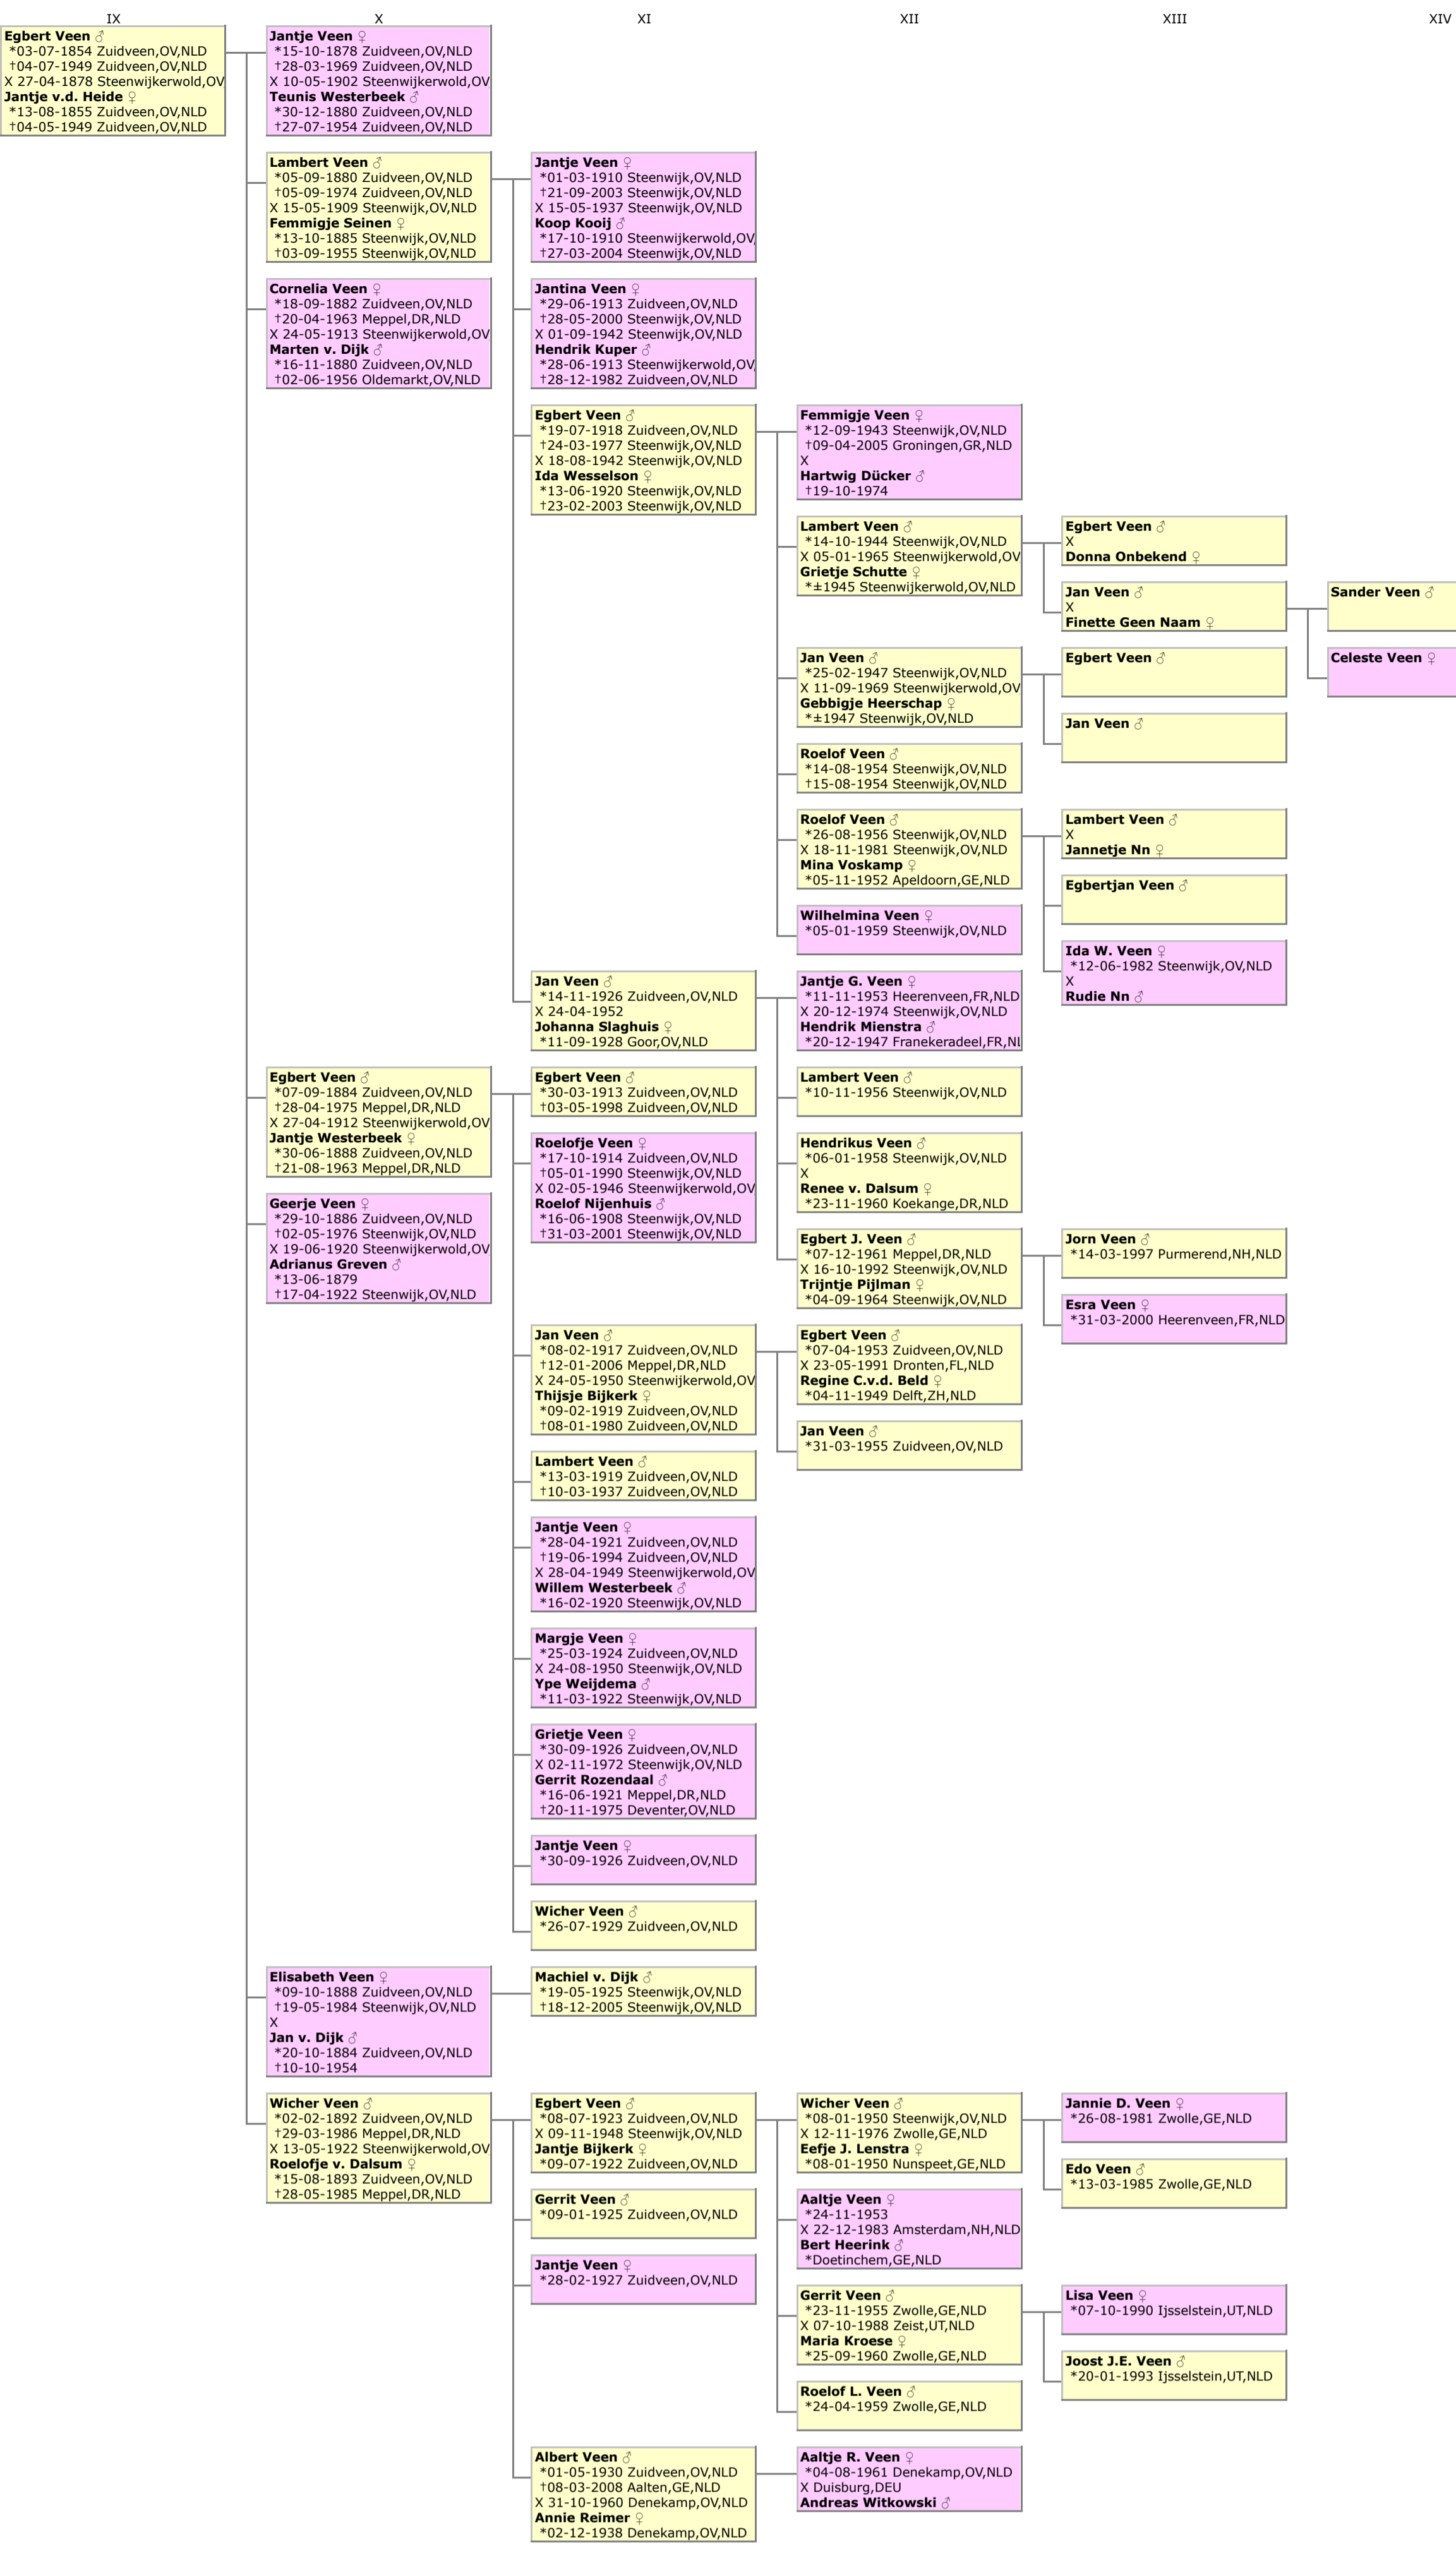 IX
X
XI
XII
XIII
XIV
Egbert Veen ♂
*03-07-1854 Zuidveen,OV,NLD
†04-07-1949 Zuidveen,OV,NLD
X 27-04-1878 Steenwijkerwold,OV
Jantje v.d. Heide ♀
*13-08-1855 Zuidveen,OV,NLD
†04-05-1949 Zuidveen,OV,NLD
Jantje Veen ♀
*15-10-1878 Zuidveen,OV,NLD
†28-03-1969 Zuidveen,OV,NLD
X 10-05-1902 Steenwijkerwold,OV
Teunis Westerbeek ♂
*30-12-1880 Zuidveen,OV,NLD
†27-07-1954 Zuidveen,OV,NLD
Lambert Veen ♂
*05-09-1880 Zuidveen,OV,NLD
†05-09-1974 Zuidveen,OV,NLD
X 15-05-1909 Steenwijk,OV,NLD
Femmigje Seinen ♀
*13-10-1885 Steenwijk,OV,NLD
†03-09-1955 Steenwijk,OV,NLD
Cornelia Veen ♀
*18-09-1882 Zuidveen,OV,NLD
†20-04-1963 Meppel,DR,NLD
X 24-05-1913 Steenwijkerwold,OV
Marten v. Dijk ♂
*16-11-1880 Zuidveen,OV,NLD
†02-06-1956 Oldemarkt,OV,NLD
Egbert Veen ♂
*07-09-1884 Zuidveen,OV,NLD
†28-04-1975 Meppel,DR,NLD
X 27-04-1912 Steenwijkerwold,OV
Jantje Westerbeek ♀
*30-06-1888 Zuidveen,OV,NLD
†21-08-1963 Meppel,DR,NLD
Geerje Veen ♀
*29-10-1886 Zuidveen,OV,NLD
†02-05-1976 Steenwijk,OV,NLD
X 19-06-1920 Steenwijkerwold,OV
Adrianus Greven ♂
*13-06-1879
†17-04-1922 Steenwijk,OV,NLD
Elisabeth Veen ♀
*09-10-1888 Zuidveen,OV,NLD
†19-05-1984 Steenwijk,OV,NLD
X
Jan v. Dijk ♂
*20-10-1884 Zuidveen,OV,NLD
†10-10-1954
Wicher Veen ♂
*02-02-1892 Zuidveen,OV,NLD
†29-03-1986 Meppel,DR,NLD
X 13-05-1922 Steenwijkerwold,OV
Roelofje v. Dalsum ♀
*15-08-1893 Zuidveen,OV,NLD
†28-05-1985 Meppel,DR,NLD
Jantje Veen ♀
*01-03-1910 Steenwijk,OV,NLD
†21-09-2003 Steenwijk,OV,NLD
X 15-05-1937 Steenwijk,OV,NLD
Koop Kooij ♂
*17-10-1910 Steenwijkerwold,OV,
†27-03-2004 Steenwijk,OV,NLD
Jantina Veen ♀
*29-06-1913 Zuidveen,OV,NLD
†28-05-2000 Steenwijk,OV,NLD
X 01-09-1942 Steenwijk,OV,NLD
Hendrik Kuper ♂
*28-06-1913 Steenwijkerwold,OV,
†28-12-1982 Zuidveen,OV,NLD
Egbert Veen ♂
*19-07-1918 Zuidveen,OV,NLD
†24-03-1977 Steenwijk,OV,NLD
X 18-08-1942 Steenwijk,OV,NLD
Ida Wesselson ♀
*13-06-1920 Steenwijk,OV,NLD
†23-02-2003 Steenwijk,OV,NLD
Jan Veen ♂
*14-11-1926 Zuidveen,OV,NLD
X 24-04-1952
Johanna Slaghuis ♀
*11-09-1928 Goor,OV,NLD
Egbert Veen ♂
*30-03-1913 Zuidveen,OV,NLD
†03-05-1998 Zuidveen,OV,NLD
Roelofje Veen ♀
*17-10-1914 Zuidveen,OV,NLD
†05-01-1990 Steenwijk,OV,NLD
X 02-05-1946 Steenwijkerwold,OV
Roelof Nijenhuis ♂
*16-06-1908 Steenwijk,OV,NLD
†31-03-2001 Steenwijk,OV,NLD
Jan Veen ♂
*08-02-1917 Zuidveen,OV,NLD
†12-01-2006 Meppel,DR,NLD
X 24-05-1950 Steenwijkerwold,OV
Thijsje Bijkerk ♀
*09-02-1919 Zuidveen,OV,NLD
†08-01-1980 Zuidveen,OV,NLD
Lambert Veen ♂
*13-03-1919 Zuidveen,OV,NLD
†10-03-1937 Zuidveen,OV,NLD
Jantje Veen ♀
*28-04-1921 Zuidveen,OV,NLD
†19-06-1994 Zuidveen,OV,NLD
X 28-04-1949 Steenwijkerwold,OV
Willem Westerbeek ♂
*16-02-1920 Steenwijk,OV,NLD
Margje Veen ♀
*25-03-1924 Zuidveen,OV,NLD
X 24-08-1950 Steenwijk,OV,NLD
Ype Weijdema ♂
*11-03-1922 Steenwijk,OV,NLD
Grietje Veen ♀
*30-09-1926 Zuidveen,OV,NLD
X 02-11-1972 Steenwijk,OV,NLD
Gerrit Rozendaal ♂
*16-06-1921 Meppel,DR,NLD
†20-11-1975 Deventer,OV,NLD
Jantje Veen ♀
*30-09-1926 Zuidveen,OV,NLD
Wicher Veen ♂
*26-07-1929 Zuidveen,OV,NLD
Machiel v. Dijk ♂
*19-05-1925 Steenwijk,OV,NLD
†18-12-2005 Steenwijk,OV,NLD
Egbert Veen ♂
*08-07-1923 Zuidveen,OV,NLD
X 09-11-1948 Steenwijk,OV,NLD
Jantje Bijkerk ♀
*09-07-1922 Zuidveen,OV,NLD
Gerrit Veen ♂
*09-01-1925 Zuidveen,OV,NLD
Jantje Veen ♀
*28-02-1927 Zuidveen,OV,NLD
Albert Veen ♂
*01-05-1930 Zuidveen,OV,NLD
†08-03-2008 Aalten,GE,NLD
X 31-10-1960 Denekamp,OV,NLD
Annie Reimer ♀
*02-12-1938 Denekamp,OV,NLD
Femmigje Veen ♀
*12-09-1943 Steenwijk,OV,NLD
†09-04-2005 Groningen,GR,NLD
X
Hartwig Dücker ♂
†19-10-1974
Lambert Veen ♂
*14-10-1944 Steenwijk,OV,NLD
X 05-01-1965 Steenwijkerwold,OV
Grietje Schutte ♀
*±1945 Steenwijkerwold,OV,NLD
Jan Veen ♂
*25-02-1947 Steenwijk,OV,NLD
X 11-09-1969 Steenwijkerwold,OV
Gebbigje Heerschap ♀
*±1947 Steenwijk,OV,NLD
Roelof Veen ♂
*14-08-1954 Steenwijk,OV,NLD
†15-08-1954 Steenwijk,OV,NLD
Roelof Veen ♂
*26-08-1956 Steenwijk,OV,NLD
X 18-11-1981 Steenwijk,OV,NLD
Mina Voskamp ♀
*05-11-1952 Apeldoorn,GE,NLD
Wilhelmina Veen ♀
*05-01-1959 Steenwijk,OV,NLD
Jantje G. Veen ♀
*11-11-1953 Heerenveen,FR,NLD
X 20-12-1974 Steenwijk,OV,NLD
Hendrik Mienstra ♂
*20-12-1947 Franekeradeel,FR,NL
Lambert Veen ♂
*10-11-1956 Steenwijk,OV,NLD
Hendrikus Veen ♂
*06-01-1958 Steenwijk,OV,NLD
X
Renee v. Dalsum ♀
*23-11-1960 Koekange,DR,NLD
Egbert J. Veen ♂
*07-12-1961 Meppel,DR,NLD
X 16-10-1992 Steenwijk,OV,NLD
Trijntje Pijlman ♀
*04-09-1964 Steenwijk,OV,NLD
Egbert Veen ♂
*07-04-1953 Zuidveen,OV,NLD
X 23-05-1991 Dronten,FL,NLD
Regine C.v.d. Beld ♀
*04-11-1949 Delft,ZH,NLD
Jan Veen ♂
*31-03-1955 Zuidveen,OV,NLD
Wicher Veen ♂
*08-01-1950 Steenwijk,OV,NLD
X 12-11-1976 Zwolle,GE,NLD
Eefje J. Lenstra ♀
*08-01-1950 Nunspeet,GE,NLD
Aaltje Veen ♀
*24-11-1953
X 22-12-1983 Amsterdam,NH,NLD
Bert Heerink ♂
*Doetinchem,GE,NLD
Gerrit Veen ♂
*23-11-1955 Zwolle,GE,NLD
X 07-10-1988 Zeist,UT,NLD
Maria Kroese ♀
*25-09-1960 Zwolle,GE,NLD
Roelof L. Veen ♂
*24-04-1959 Zwolle,GE,NLD
Aaltje R. Veen ♀
*04-08-1961 Denekamp,OV,NLD
X Duisburg,DEU
Andreas Witkowski ♂
Egbert Veen ♂
X
Donna Onbekend ♀
Jan Veen ♂
X
Finette Geen Naam ♀
Egbert Veen ♂
Jan Veen ♂
Lambert Veen ♂
X
Jannetje Nn ♀
Egbertjan Veen ♂
Ida W. Veen ♀
*12-06-1982 Steenwijk,OV,NLD
X
Rudie Nn ♂
Jorn Veen ♂
*14-03-1997 Purmerend,NH,NLD
Esra Veen ♀
*31-03-2000 Heerenveen,FR,NLD
Jannie D. Veen ♀
*26-08-1981 Zwolle,GE,NLD
Edo Veen ♂
*13-03-1985 Zwolle,GE,NLD
Lisa Veen ♀
*07-10-1990 Ijsselstein,UT,NLD
Joost J.E. Veen ♂
*20-01-1993 Ijsselstein,UT,NLD
Sander Veen ♂
Celeste Veen ♀